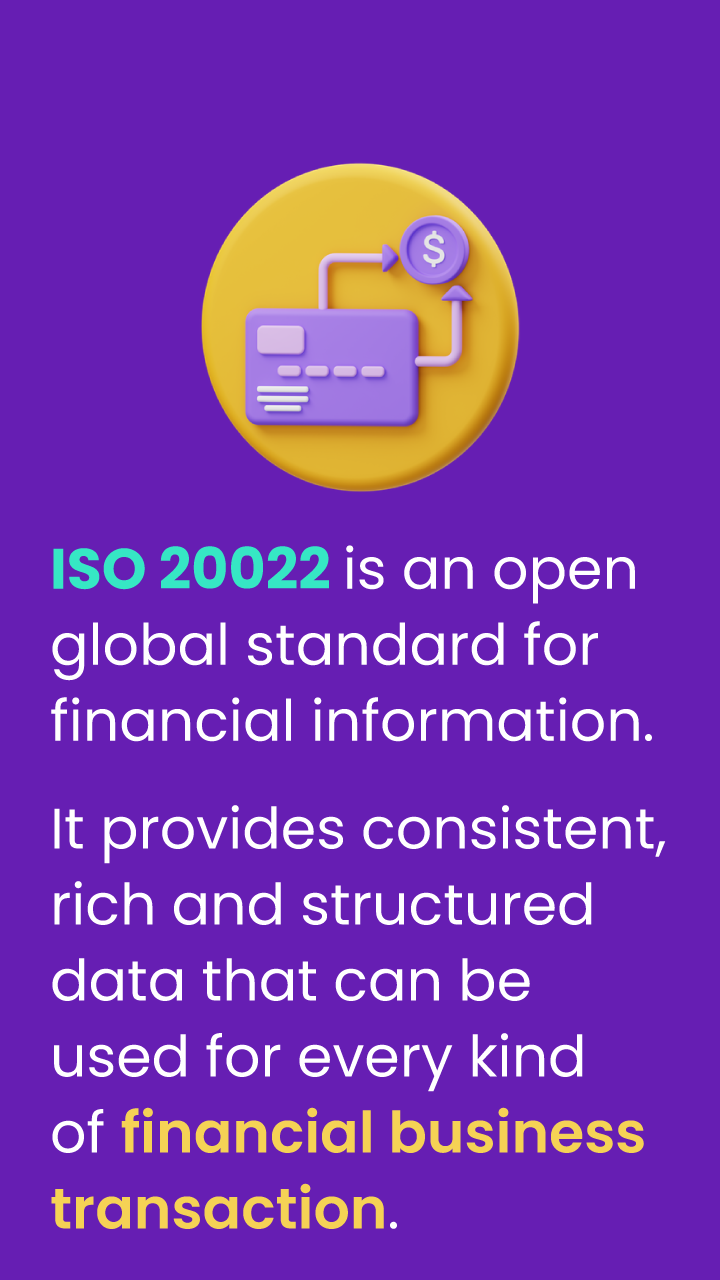 $
ISO 20022 is an open
global standard for
financial information.
It provides consistent,
rich and structured
data that can be
used for every kind
of financial business
transaction.